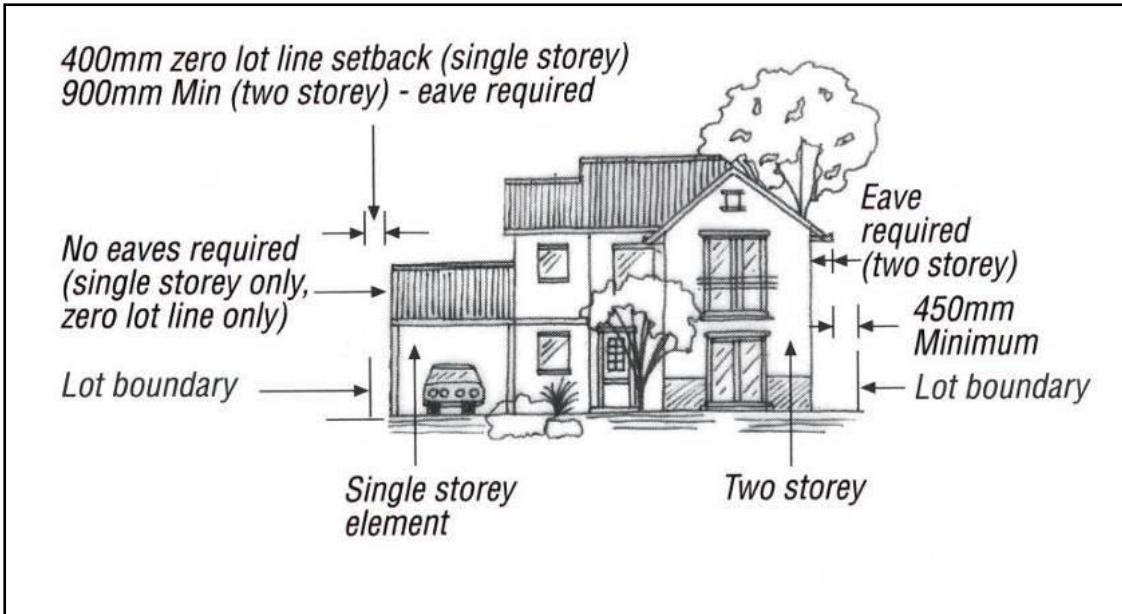 400mm zero lot line setback (single storey)
900mm Min (two storey) - eave required
No eaves required
(single storey only,
zero lot line only)
Lot boundary
Eave
required
(two storey)
450mm
Minimum
Lot boundary
Single storey
element
Two storey